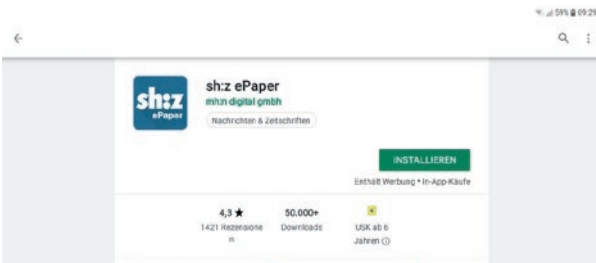 59% 09:29
sh:z
ePaper
sh:z ePaper
mh:n digital gmbh
Nachrichten & Zeitschriften
INSTALLIEREN
Enthält Werbung • In-App-Käufe
4,3 ★
1421 Rezensione
n
50.000+
Downloads
USK ab 6
Jahren